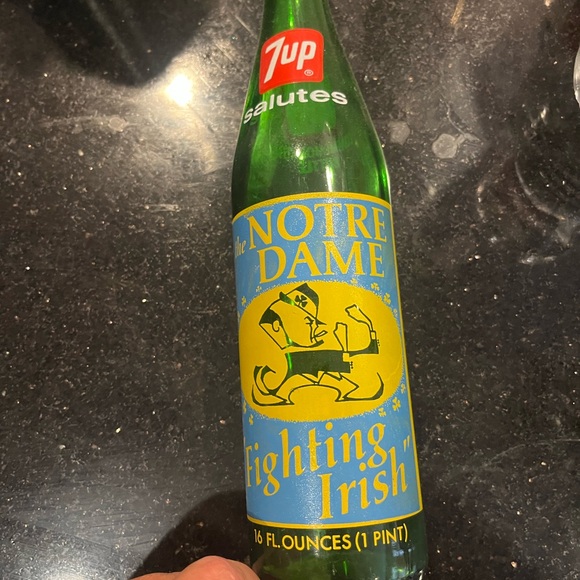 7up®
salutes
the NOTRE
DAME
"Fighting
Irish"
16 FL. OUNCES (1 PINT)